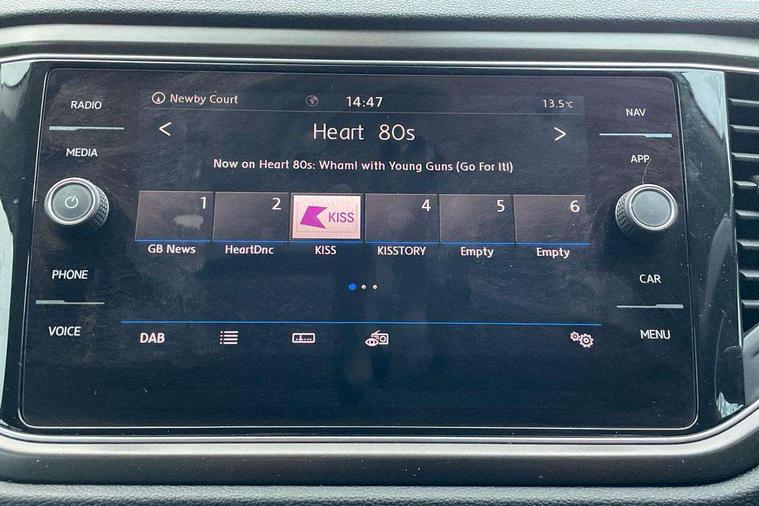 RADIO
MEDIA
PHONE
VOICE
Newby Court 14:47 13.5°C
< Heart 80s >
Now on Heart 80s: Wham! with Young Guns (Go For It!)
1 2 KISS 4 5 6
GB News HeartDnc KISS KISSTORY Empty Empty
DAB
NAV
APP
CAR
MENU